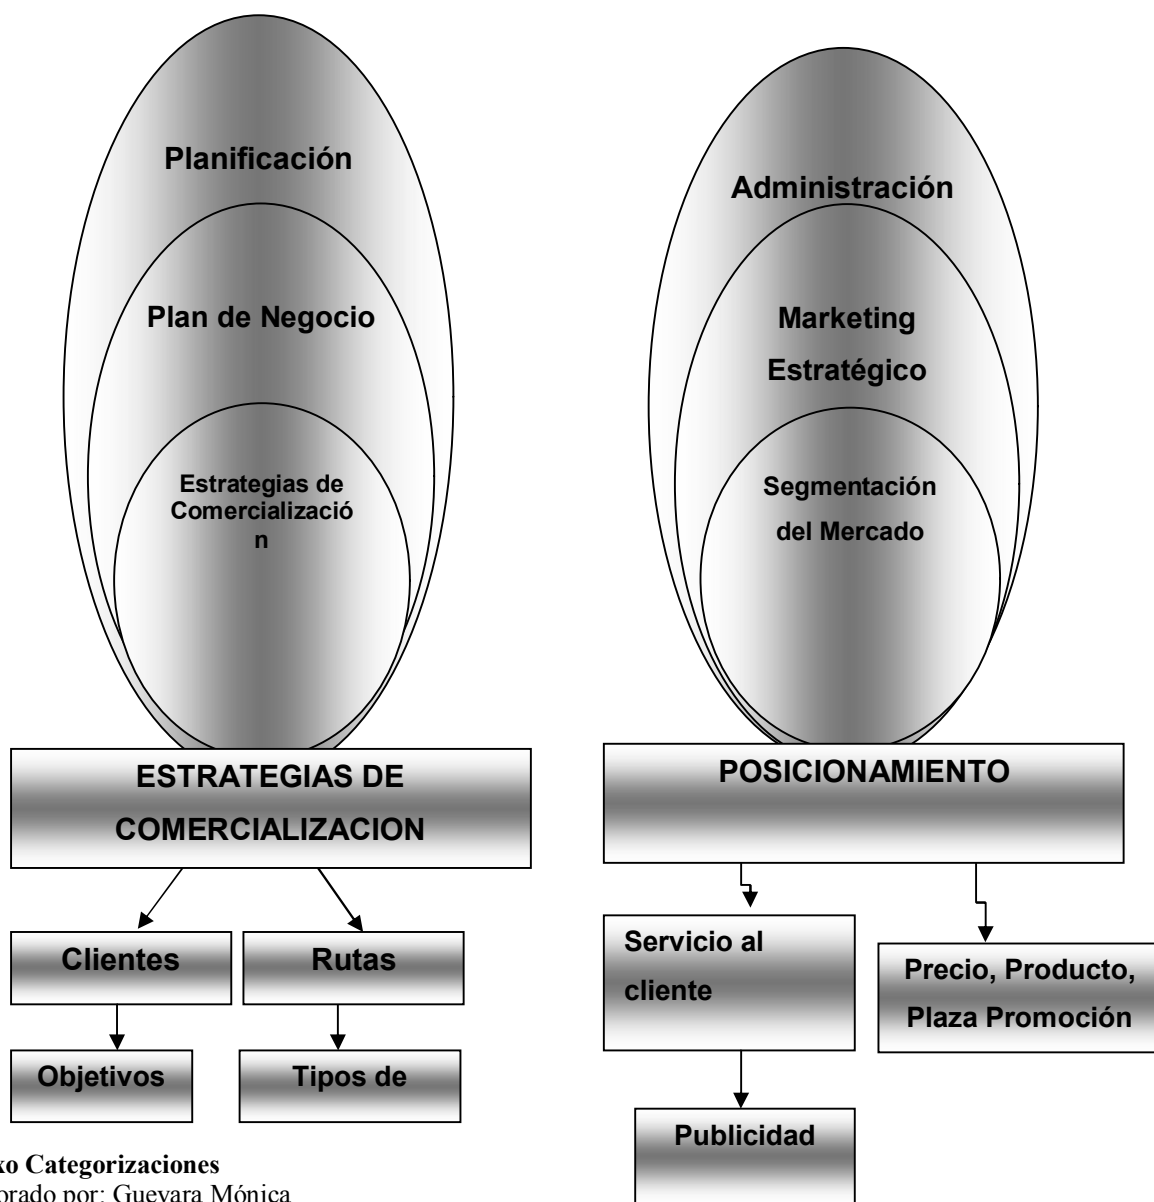 Planificación
Plan de Negocio
Estrategias de
Comercializació
n
ESTRATEGIAS DE
COMERCIALIZACION
Clientes
Rutas
Objetivos
Tipos de
Administración
Marketing
Estratégico
Segmentación
del Mercado
POSICIONAMIENTO
Servicio al
cliente
Precio, Producto,
Plaza Promoción
Publicidad
xo Categorizaciones
orado por: Guevara Mónica